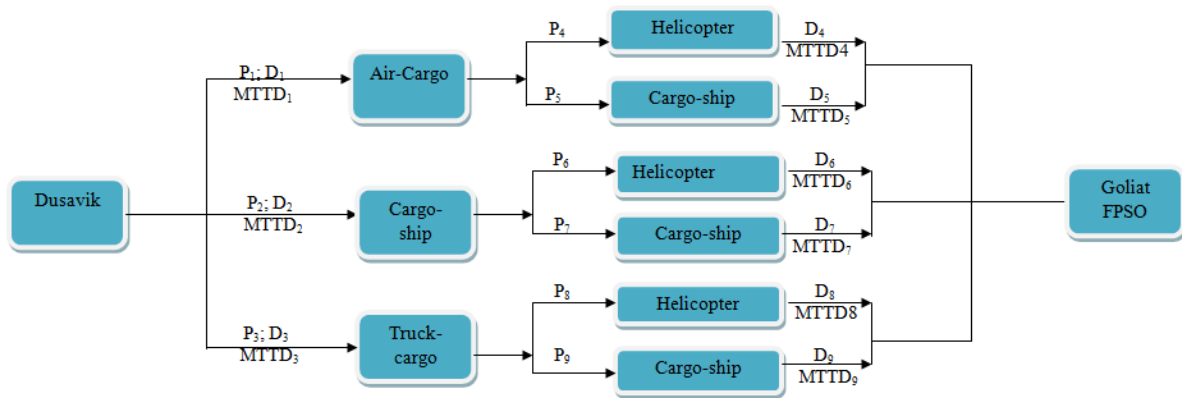 P₄
Helicopter
D₄
MTTD4
P₁; D₁
MTTD₁
Air-Cargo
P₅
Cargo-ship
D₅
MTTD₅
Dusavik
P₂; D₂
MTTD₂
Cargo-
ship
P₆
Helicopter
D₆
MTTD₆
P₇
Cargo-ship
D₇
MTTD₇
Goliat
FPSO
P₃; D₃
MTTD₃
Truck-
cargo
P₈
Helicopter
D₈
MTTD8
P₉
Cargo-ship
D₉
MTTD₉